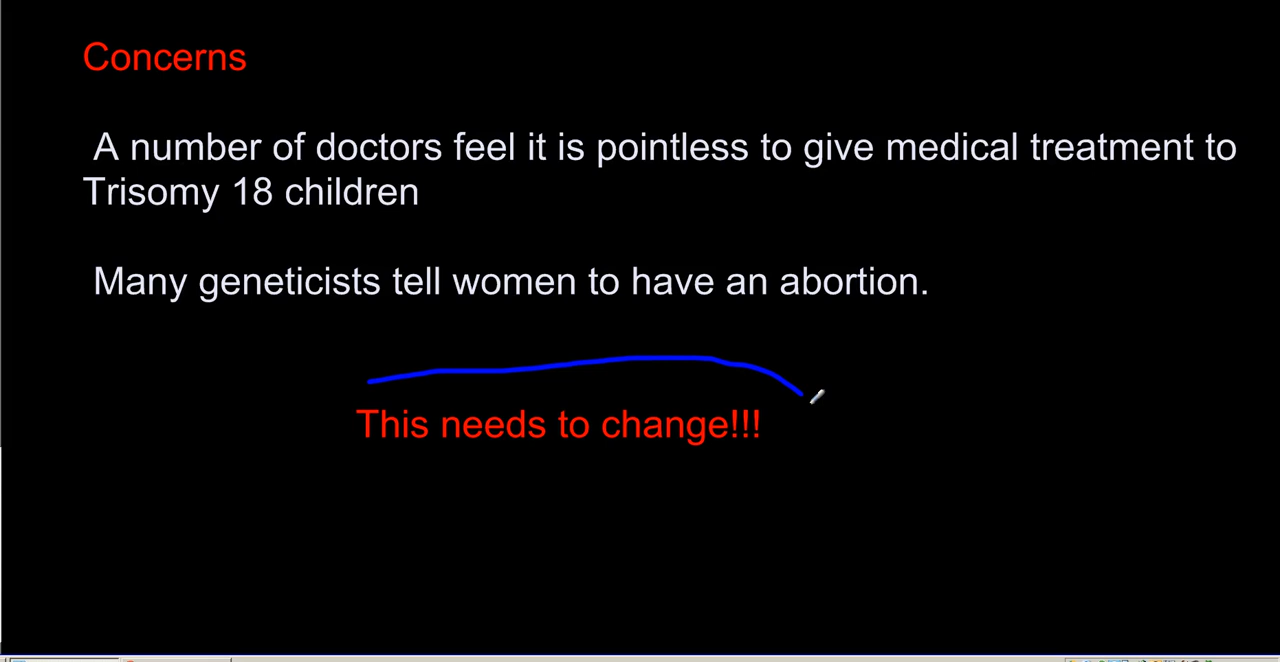 Concerns
A number of doctors feel it is pointless to give medical treatment to
Trisomy 18 children
Many geneticists tell women to have an abortion.
This needs to change!!!